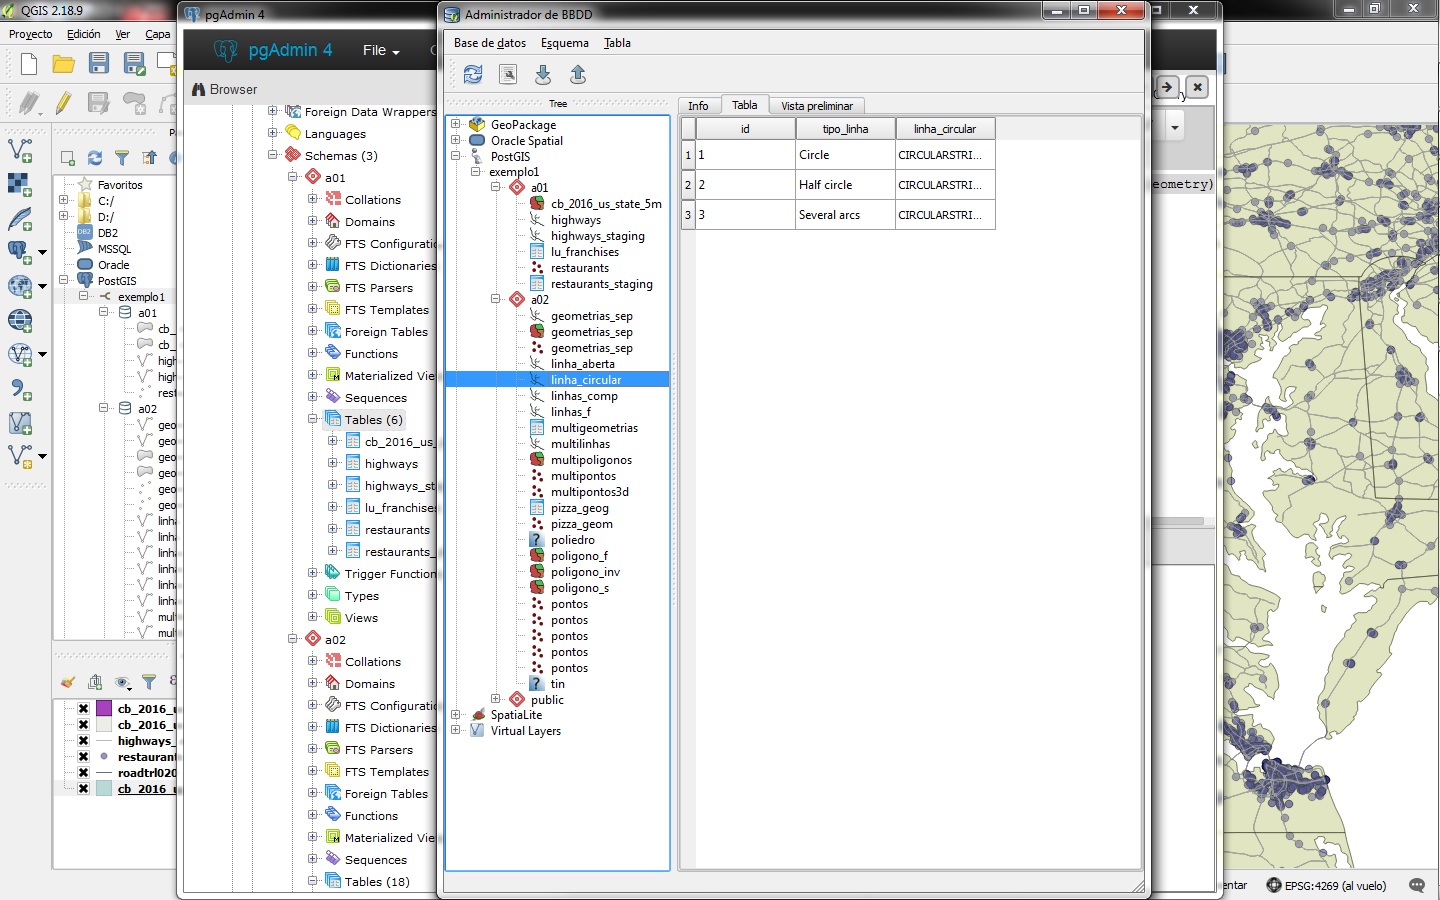 QGIS 2.18.9
Proyecto Edición Ver Capa
Favoritos
C:/
D:/
DB2
MSSQL
Oracle
PostGIS
exemplo1
a01
cb_
cb_
high
high
rest
a02
geo
geo
geo
geo
geo
geo
linh
linh
linh
linh
linh
linh
mul
mul
cb_2016_u
cb_2016_u
highways_
restaurant
roadtrl020
cb_2016_u
pgAdmin 4
pgAdmin 4 File
Browser
Foreign Data Wrappers
Languages
Schemas (3)
a01
Collations
Domains
FTS Configuratio
FTS Dictionaries
FTS Parsers
FTS Templates
Foreign Tables
Functions
Materialized Vie
Sequences
Tables (6)
cb_2016_us_
highways
highways_st
lu_franchises
restaurants
restaurants_
Trigger Function
Types
Views
a02
Collations
Domains
FTS Configuratio
FTS Dictionaries
FTS Parsers
FTS Templates
Foreign Tables
Functions
Materialized Vie
Sequences
Tables (18)
Administrador de BBDD
Base de datos Esquema Tabla
Tree
GeoPackage
Oracle Spatial
PostGIS
exemplo1
a01
cb_2016_us_state_5m
highways
highways_staging
lu_franchises
restaurants
restaurants_staging
a02
geometrias_sep
geometrias_sep
geometrias_sep
linha_aberta
linha_circular
linhas_comp
linhas_f
multigeometrias
multilinhas
multipoligonos
multipontos
multipontos3d
pizza_geog
pizza_geom
poliedro
poligono_f
poligono_inv
poligono_s
pontos
pontos
pontos
pontos
pontos
tin
public
SpatiaLite
Virtual Layers
Info Tabla Vista preliminar
id tipo_linha linha_circular
1 1 Circle CIRCULARSTRI...
2 2 Half circle CIRCULARSTRI...
3 3 Several arcs CIRCULARSTRI...
eometry)
entar EPSG:4269 (al vuelo)